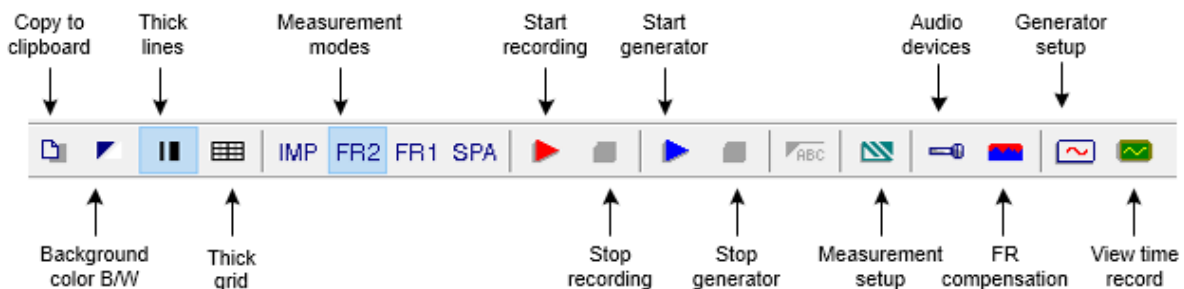 Copy to
clipboard
Thick
lines
Measurement
modes
Start
recording
Start
generator
Audio
devices
Generator
setup
IMP FR2 FR1 SPA
ABC
Background
color B/W
Thick
grid
Stop
recording
Stop
generator
Measurement
setup
FR
compensation
View time
record